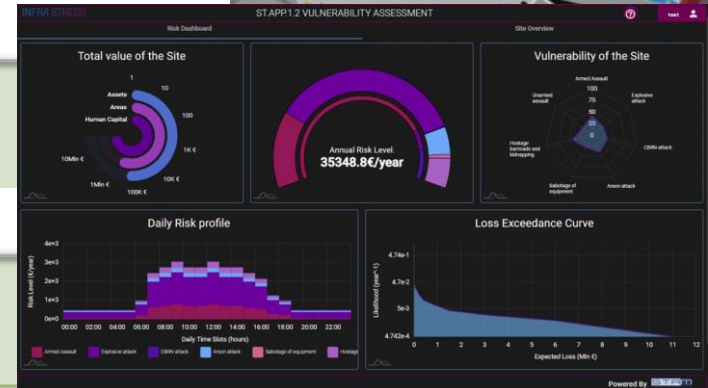 INFRA STRESS
ST.APP.1.2 VULNERABILITY ASSESSMENT
test
Risk Dashboard
Site Overview
Total value of the Site
1
10
100
1K €
10K €
100K €
1Mln €
10Mln €
Assets
Areas
Human Capital
Annual Risk Level:
35348.8€/year
Vulnerability of the Site
Armed Assault
100
75
50
25
0
Explosive attack
CBRN attack
Arson attack
Sabotage of equipment
Hostage barricade and kidnapping
Unarmed assault
Daily Risk profile
Risk Level (€/year)
4e+3
3e+3
2e+3
1e+3
0e+0
00:00 02:00 04:00 06:00 08:00 10:00 12:00 14:00 16:00 18:00 20:00 22:00
Daily Time Slots (hours)
Armed Assault Explosive attack CBRN attack Arson attack Sabotage of equipment Hostage
Loss Exceedance Curve
Likelihood (year^-1)
4.74e-1
4.7e-2
5e-3
4.742e-4
0 1 2 3 4 5 6 7 8 9 10 11 12
Expected Loss (Mln €)
Powered By STAM